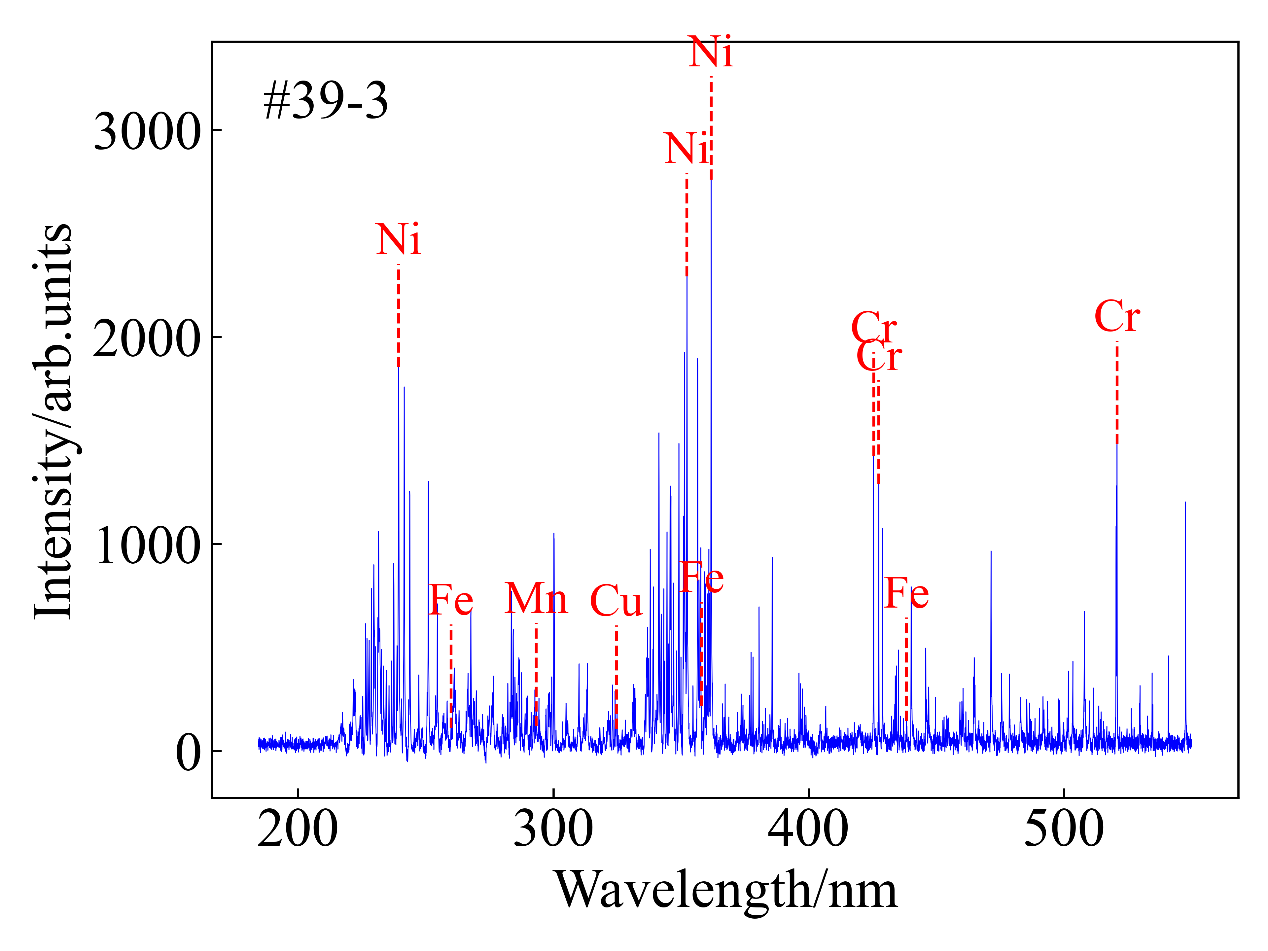 #39-3
Ni
Ni
Ni
Cr
Cr
Cr
Fe
Mn
Cu
Fe
Fe
3000
2000
1000
0
Intensity/arb.units
200
300
400
500
Wavelength/nm